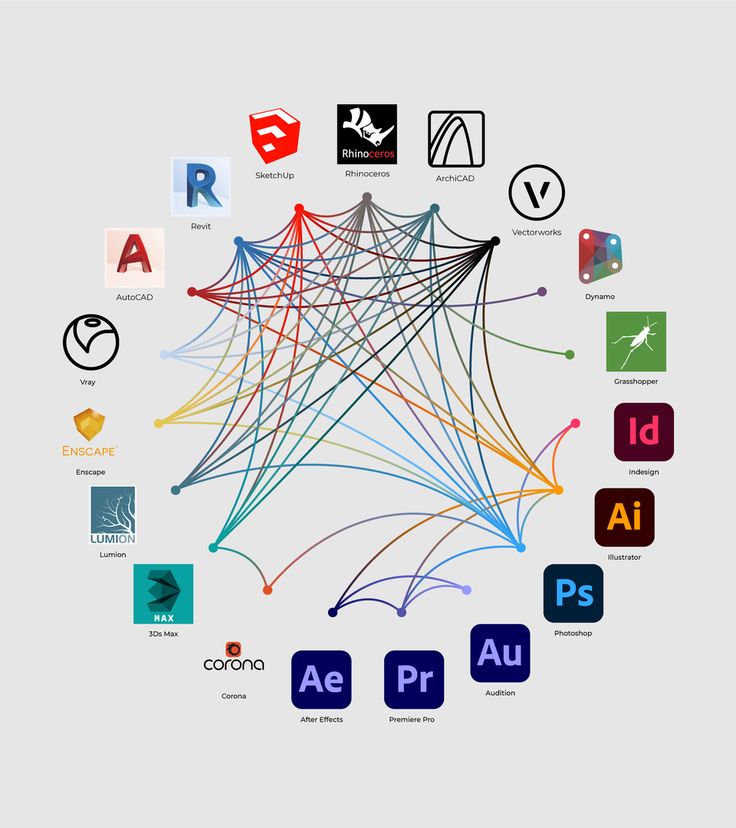 SketchUp
Rhinoceros
Rhinoceros
ArchiCAD
Vectorworks
Revit
Dynamo
AutoCAD
Grasshopper
Vray
Id
Indesign
ENSCAPE™
Enscape
Ai
Illustrator
LUMION
Lumion
Ps
Photoshop
MAX
3Ds Max
Au
Audition
corona
Corona
Ae
After Effects
Pr
Premiere Pro